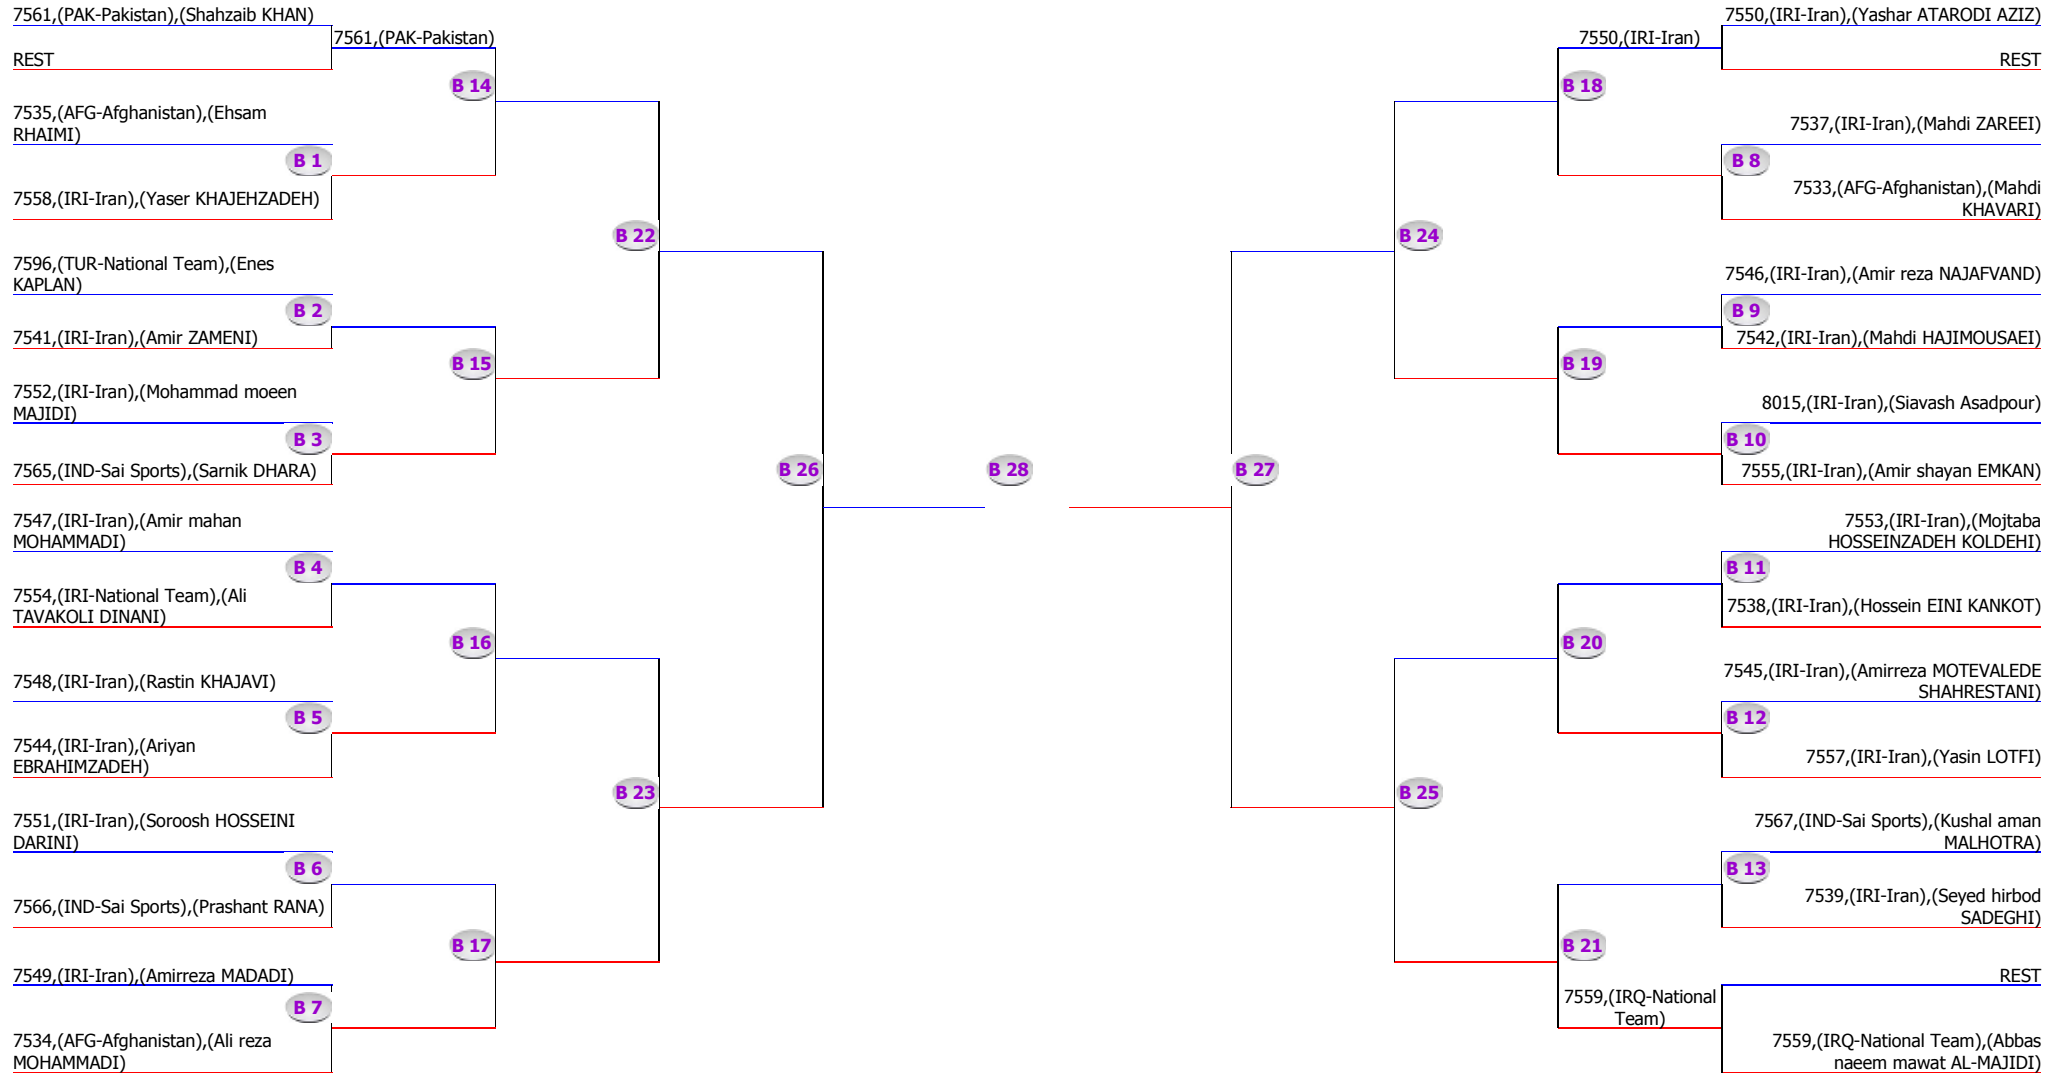 7561,(PAK-Pakistan),(Shahzaib KHAN)
7561,(PAK-Pakistan)
REST
B 14
7535,(AFG-Afghanistan),(Ehsam
RHAIMI)
B 1
7558,(IRI-Iran),(Yaser KHAJEHZADEH)
B 22
7596,(TUR-National Team),(Enes
KAPLAN)
B 2
7541,(IRI-Iran),(Amir ZAMENI)
B 15
7552,(IRI-Iran),(Mohammad moeen
MAJIDI)
B 3
7565,(IND-Sai Sports),(Sarnik DHARA)
B 26
7547,(IRI-Iran),(Amir mahan
MOHAMMADI)
B 4
7554,(IRI-National Team),(Ali
TAVAKOLI DINANI)
B 16
7548,(IRI-Iran),(Rastin KHAJAVI)
B 5
7544,(IRI-Iran),(Ariyan
EBRAHIMZADEH)
B 23
7551,(IRI-Iran),(Soroosh HOSSEINI
DARINI)
B 6
7566,(IND-Sai Sports),(Prashant RANA)
B 17
7549,(IRI-Iran),(Amirreza MADADI)
B 7
7534,(AFG-Afghanistan),(Ali reza
MOHAMMADI)
B 28
7550,(IRI-Iran),(Yashar ATARODI AZIZ)
7550,(IRI-Iran)
REST
B 18
7537,(IRI-Iran),(Mahdi ZAREEI)
B 8
7533,(AFG-Afghanistan),(Mahdi
KHAVARI)
B 24
7546,(IRI-Iran),(Amir reza NAJAFVAND)
B 9
7542,(IRI-Iran),(Mahdi HAJIMOUSAEI)
B 19
8015,(IRI-Iran),(Siavash Asadpour)
B 10
7555,(IRI-Iran),(Amir shayan EMKAN)
B 27
7553,(IRI-Iran),(Mojtaba
HOSSEINZADEH KOLDEHI)
B 11
7538,(IRI-Iran),(Hossein EINI KANKOT)
B 20
7545,(IRI-Iran),(Amirreza MOTEVALEDE
SHAHRESTANI)
B 12
7557,(IRI-Iran),(Yasin LOTFI)
B 25
7567,(IND-Sai Sports),(Kushal aman
MALHOTRA)
B 13
7539,(IRI-Iran),(Seyed hirbod
SADEGHI)
B 21
REST
7559,(IRQ-National
Team)
7559,(IRQ-National Team),(Abbas
naeem mawat AL-MAJIDI)